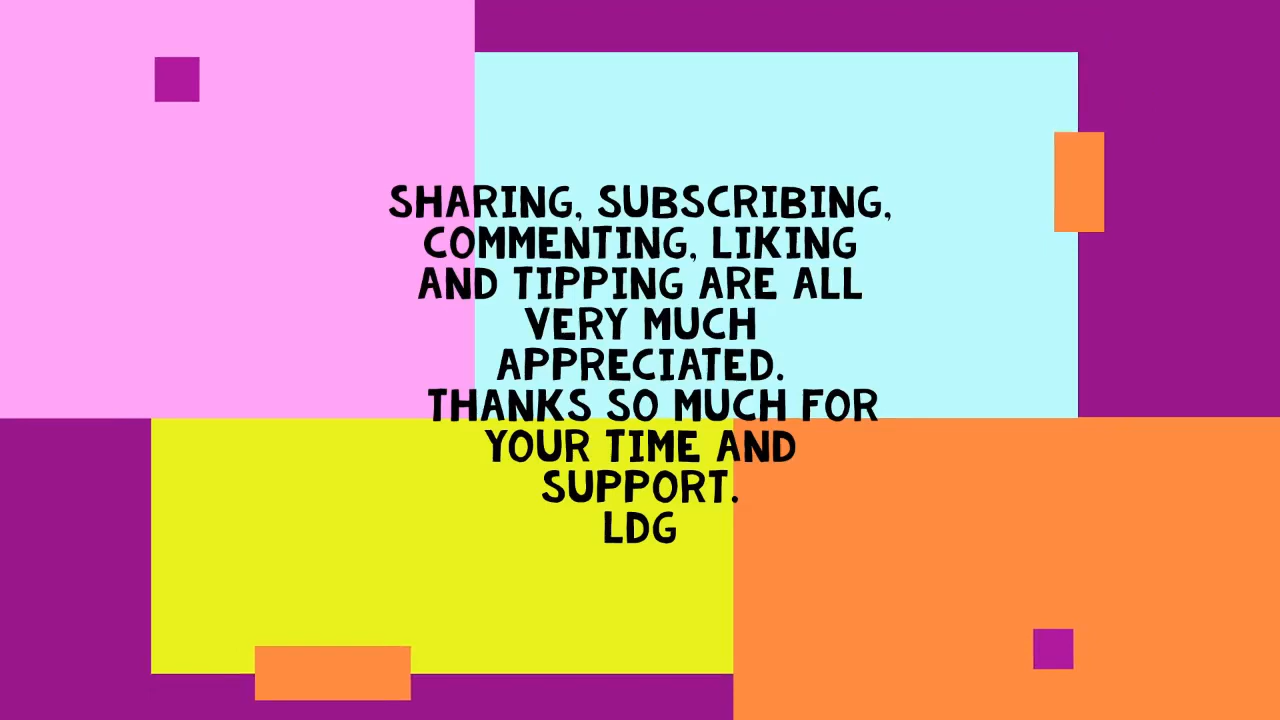 SHARING, SUBSCRIBING,
COMMENTING, LIKING
AND TIPPING ARE ALL
VERY MUCH
APPRECIATED.
THANKS SO MUCH FOR
YOUR TIME AND
SUPPORT.
LDG